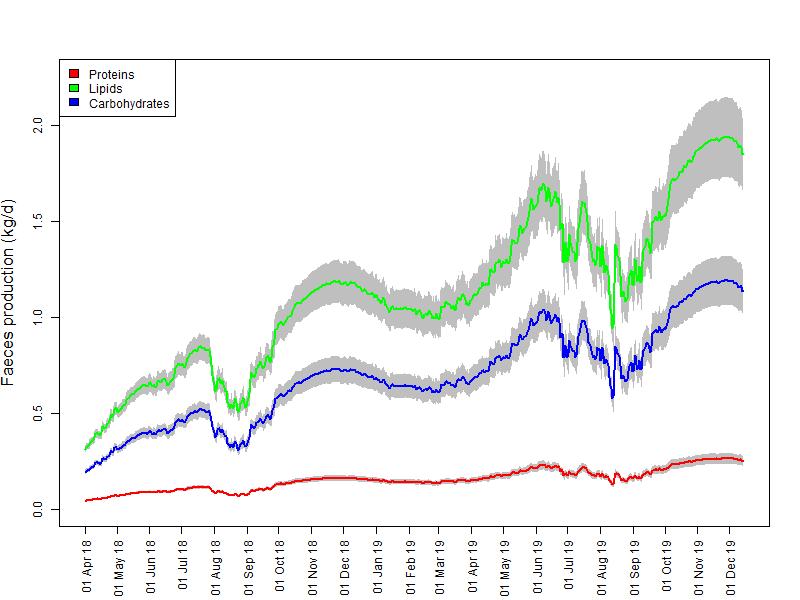 Proteins
Lipids
Carbohydrates
Faeces production (kg/d)
2.0
1.5
1.0
0.5
0.0
01 Apr 18
01 May 18
01 Jun 18
01 Jul 18
01 Aug 18
01 Sep 18
01 Oct 18
01 Nov 18
01 Dec 18
01 Jan 19
01 Feb 19
01 Mar 19
01 Apr 19
01 May 19
01 Jun 19
01 Jul 19
01 Aug 19
01 Sep 19
01 Oct 19
01 Nov 19
01 Dec 19